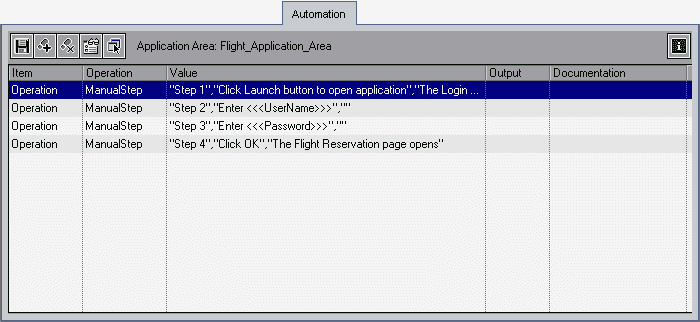 Automation
Application Area: Flight_Application_Area
Item Operation Value Output Documentation
Operation ManualStep "Step 1","Click Launch button to open application","The Login ...
Operation ManualStep "Step 2","Enter <<<UserName>>>",""
Operation ManualStep "Step 3","Enter <<<Password>>>",""
Operation ManualStep "Step 4","Click OK","The Flight Reservation page opens"